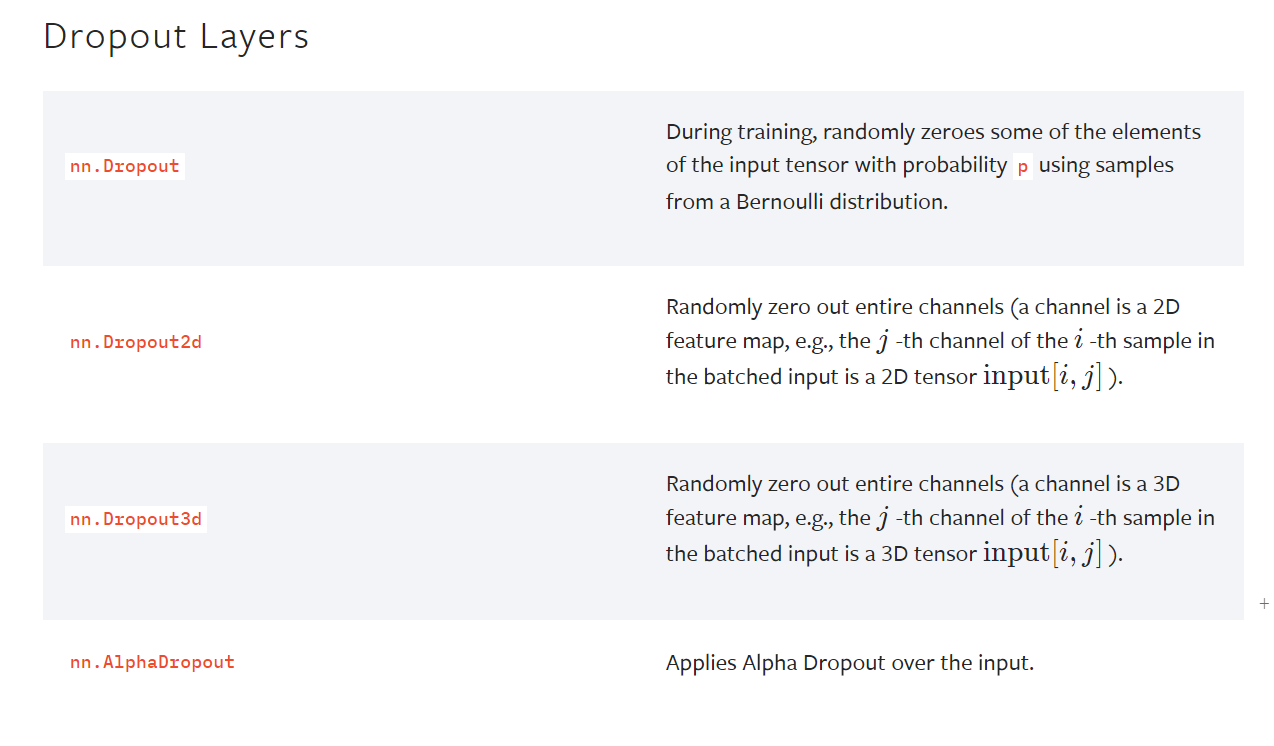 Dropout Layers
nn.Dropout
During training, randomly zeroes some of the elements
of the input tensor with probability p using samples
from a Bernoulli distribution.
nn.Dropout2d
Randomly zero out entire channels (a channel is a 2D
feature map, e.g., the j -th channel of the i -th sample in
the batched input is a 2D tensor input[i, j] ).
nn.Dropout3d
Randomly zero out entire channels (a channel is a 3D
feature map, e.g., the j -th channel of the i -th sample in
the batched input is a 3D tensor input[i, j] ).
+
nn.AlphaDropout
Applies Alpha Dropout over the input.